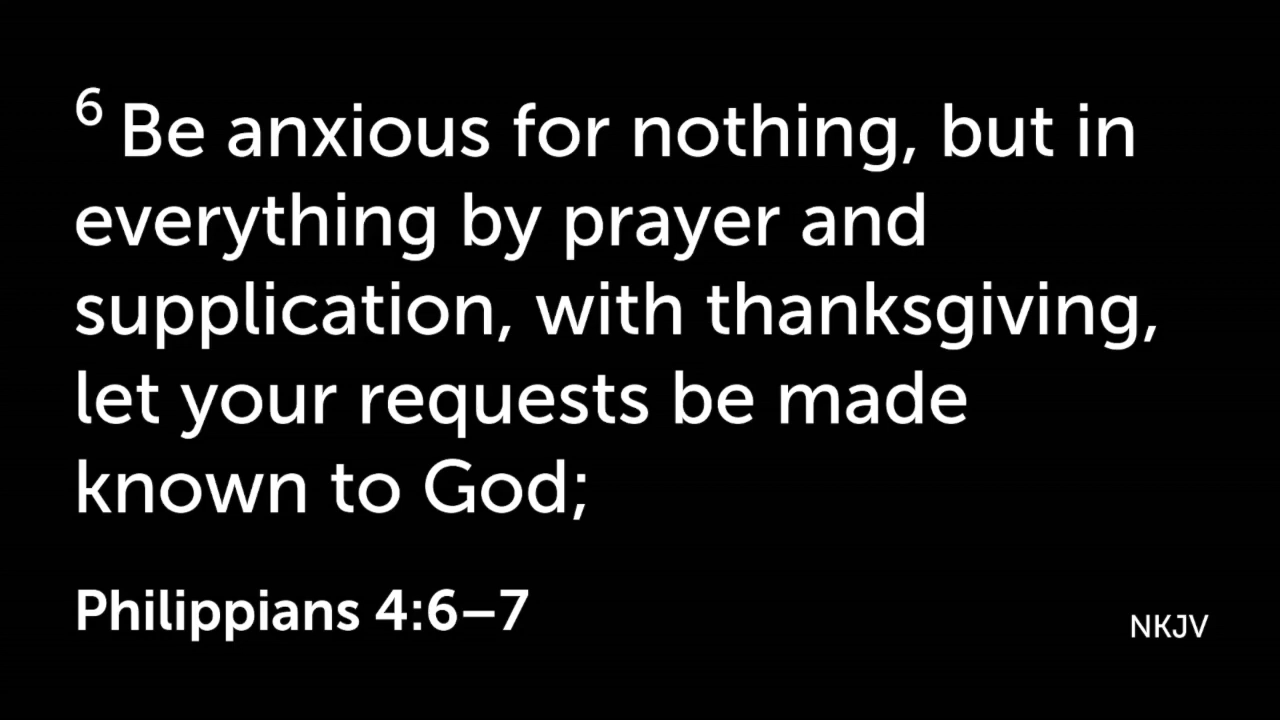 6 Be anxious for nothing, but in
everything by prayer and
supplication, with thanksgiving,
let your requests be made
known to God;
Philippians 4:6–7
NKJV